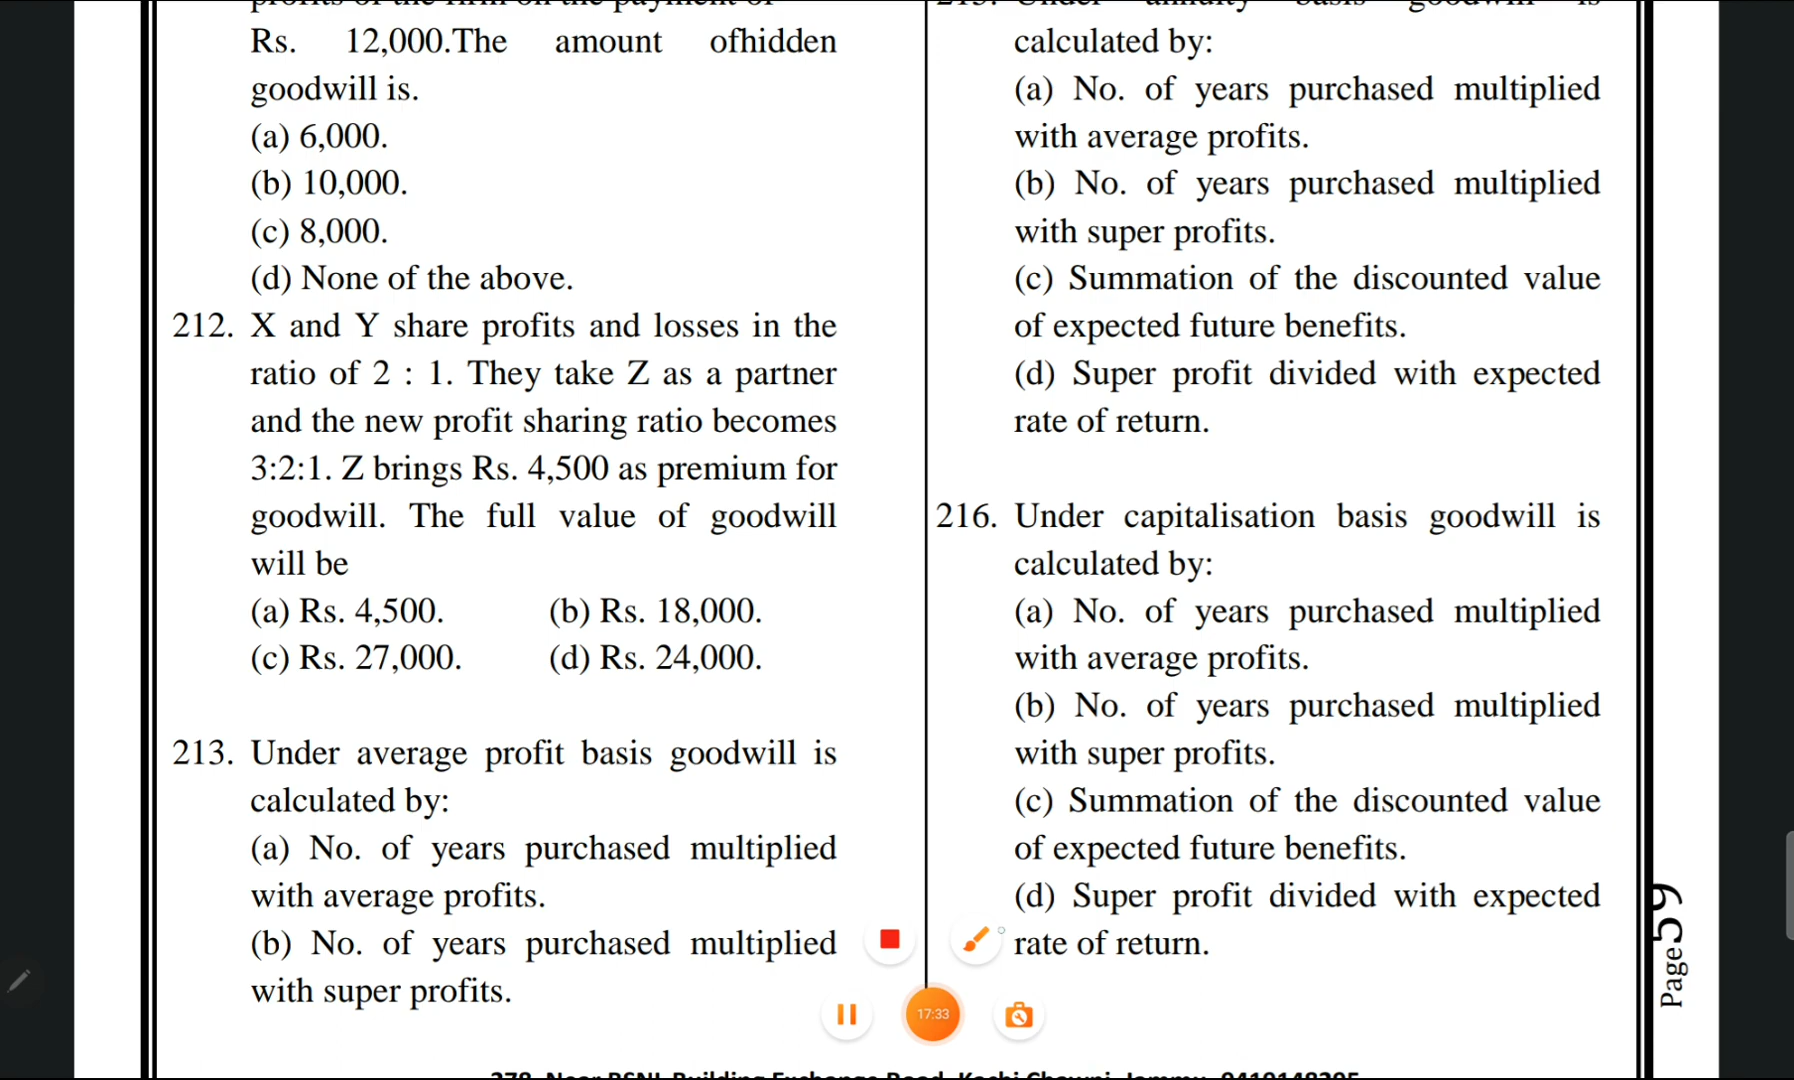 Rs. 12,000.The amount ofhidden
goodwill is.
(a) 6,000.
(b) 10,000.
(c) 8,000.
(d) None of the above.
212. X and Y share profits and losses in the
ratio of 2 : 1. They take Z as a partner
and the new profit sharing ratio becomes
3:2:1. Z brings Rs. 4,500 as premium for
goodwill. The full value of goodwill
will be
(a) Rs. 4,500. (b) Rs. 18,000.
(c) Rs. 27,000. (d) Rs. 24,000.
213. Under average profit basis goodwill is
calculated by:
(a) No. of years purchased multiplied
with average profits.
(b) No. of years purchased multiplied
with super profits.
calculated by:
(a) No. of years purchased multiplied
with average profits.
(b) No. of years purchased multiplied
with super profits.
(c) Summation of the discounted value
of expected future benefits.
(d) Super profit divided with expected
rate of return.
216. Under capitalisation basis goodwill is
calculated by:
(a) No. of years purchased multiplied
with average profits.
(b) No. of years purchased multiplied
with super profits.
(c) Summation of the discounted value
of expected future benefits.
(d) Super profit divided with expected
rate of return.
Page 59
17:33